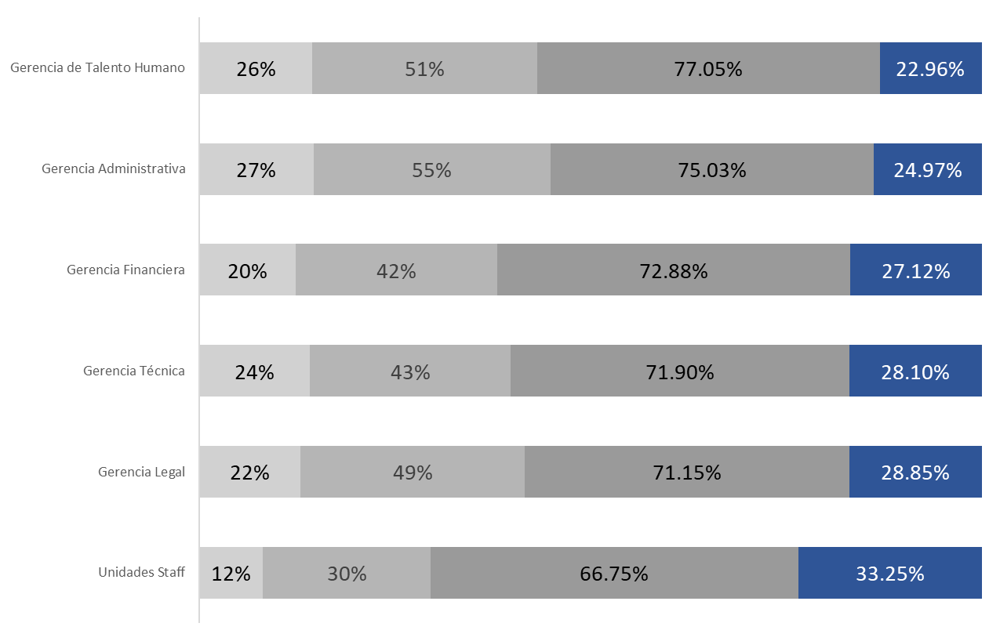 Gerencia de Talento Humano 26% 51% 77.05% 22.96%
Gerencia Administrativa 27% 55% 75.03% 24.97%
Gerencia Financiera 20% 42% 72.88% 27.12%
Gerencia Técnica 24% 43% 71.90% 28.10%
Gerencia Legal 22% 49% 71.15% 28.85%
Unidades Staff 12% 30% 66.75% 33.25%